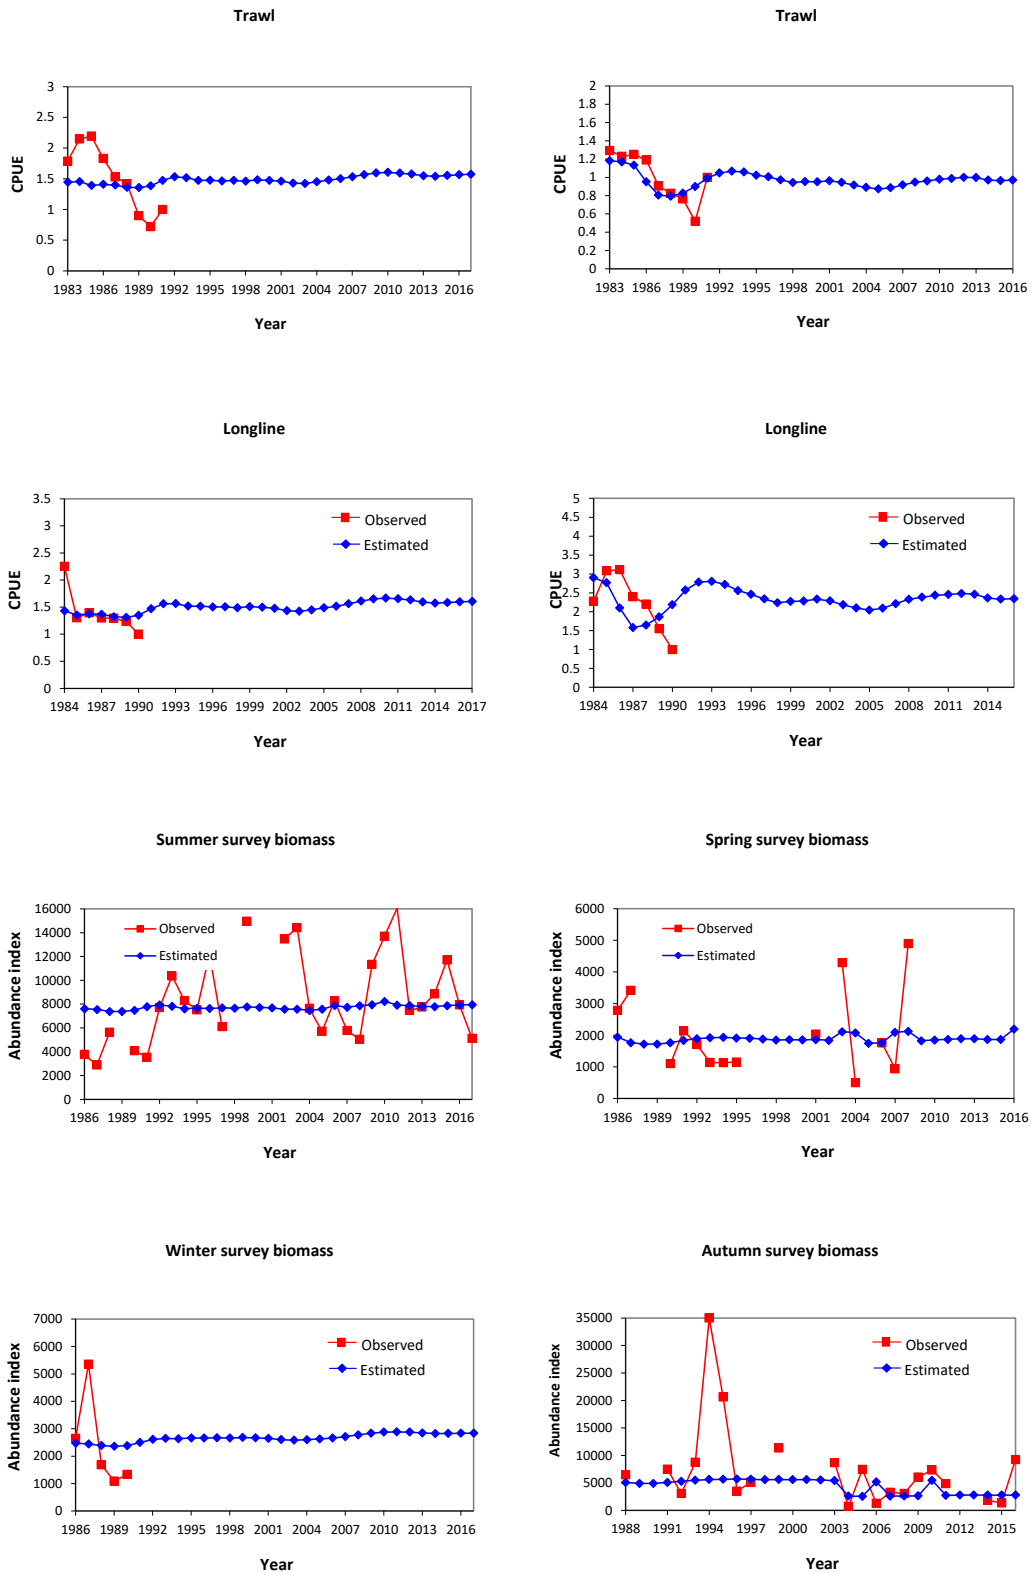 Trawl
3
2.5
2
1.5
1
0.5
0
CPUE
1983 1986 1989 1992 1995 1998 2001 2004 2007 2010 2013 2016
Year
Trawl
2
1.8
1.6
1.4
1.2
1
0.8
0.6
0.4
0.2
0
CPUE
1983 1986 1989 1992 1995 1998 2001 2004 2007 2010 2013 2016
Year
Longline
3.5
3
2.5
2
1.5
1
0.5
0
CPUE
Observed
Estimated
1984 1987 1990 1993 1996 1999 2002 2005 2008 2011 2014 2017
Year
Longline
5
4.5
4
3.5
3
2.5
2
1.5
1
0.5
0
CPUE
Observed
Estimated
1984 1987 1990 1993 1996 1999 2002 2005 2008 2011 2014
Year
Summer survey biomass
16000
14000
12000
10000
8000
6000
4000
2000
0
Abundance index
Observed
Estimated
1986 1989 1992 1995 1998 2001 2004 2007 2010 2013 2016
Year
Spring survey biomass
6000
5000
4000
3000
2000
1000
0
Abundance index
Observed
Estimated
1986 1989 1992 1995 1998 2001 2004 2007 2010 2013 2016
Year
Winter survey biomass
7000
6000
5000
4000
3000
2000
1000
0
Abundance index
Observed
Estimated
1986 1989 1992 1995 1998 2001 2004 2007 2010 2013 2016
Year
Autumn survey biomass
35000
30000
25000
20000
15000
10000
5000
0
Abundance index
Observed
Estimated
1988 1991 1994 1997 2000 2003 2006 2009 2012 2015
Year